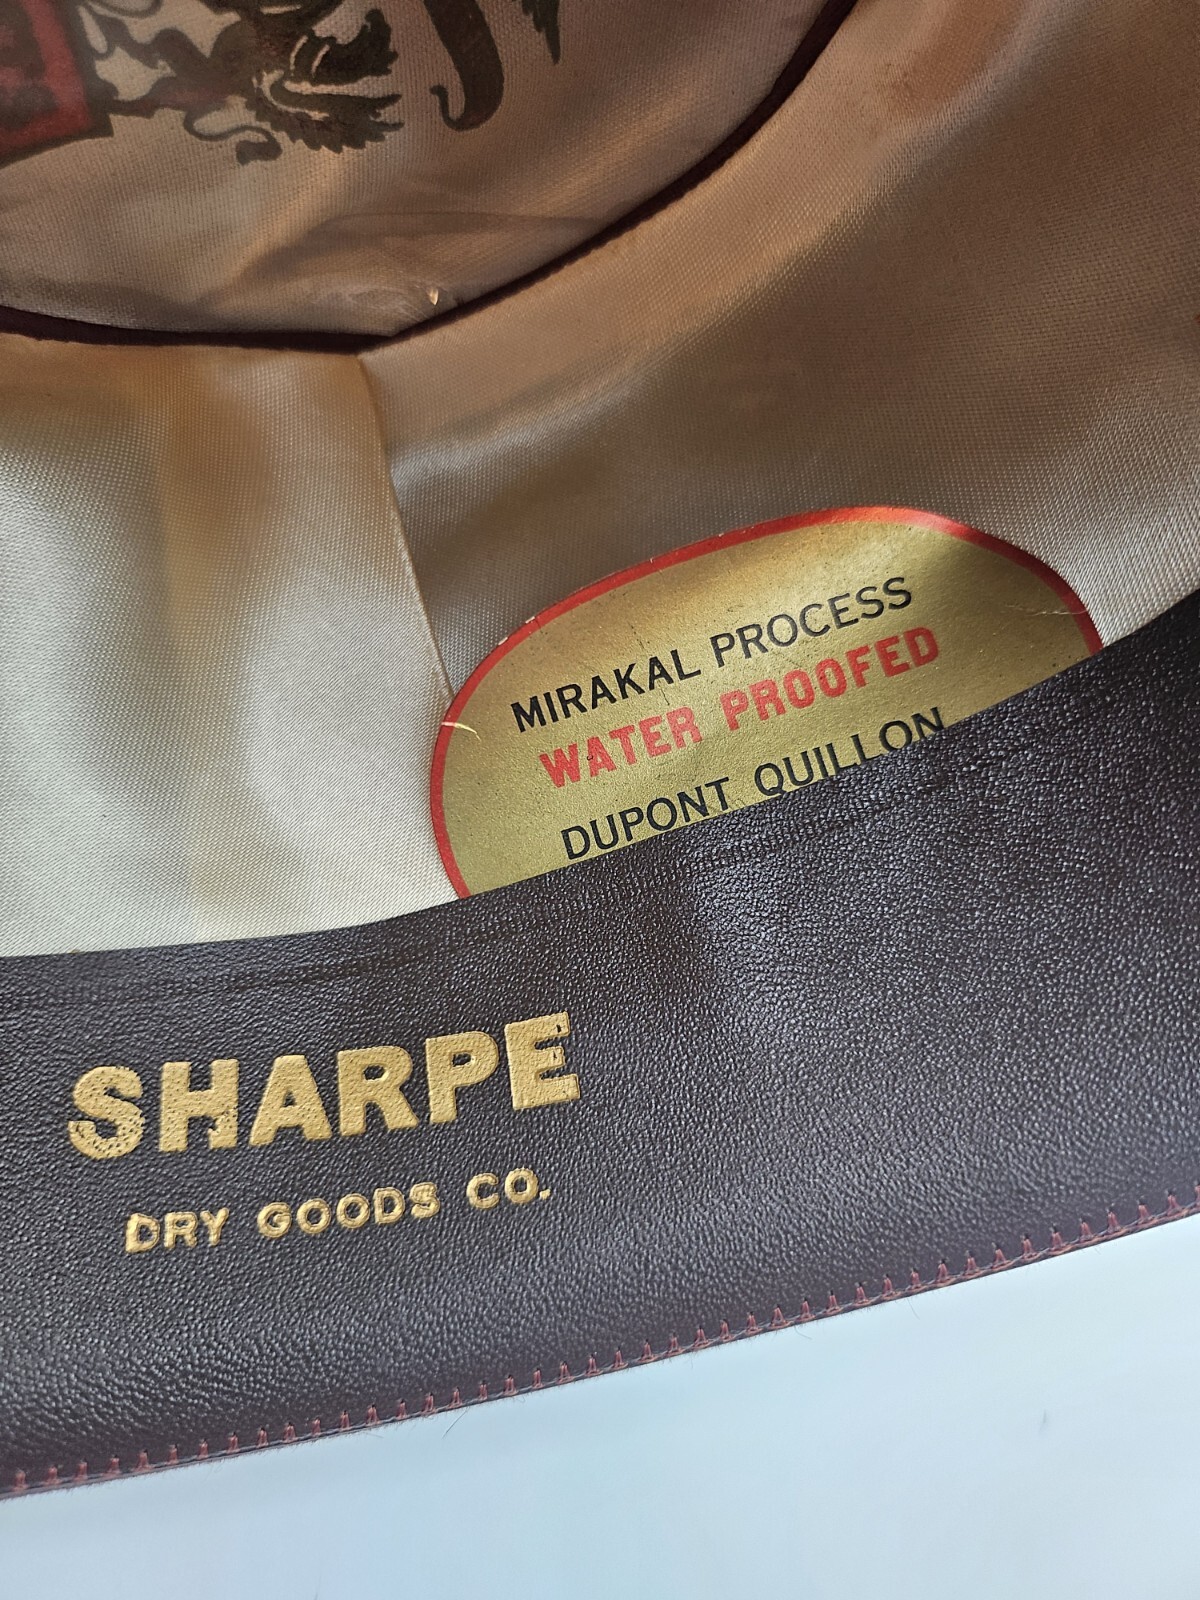 MIRAKAL PROCESS
WATER PROOFED
DUPONT QUILLON
SHARPE
DRY GOODS CO.